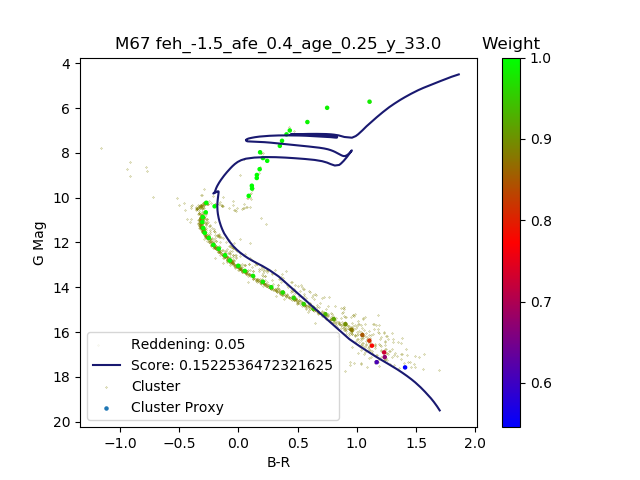 M67 feh_-1.5_afe_0.4_age_0.25_y_33.0
Weight
4
6
8
10
12
14
16
18
20
G Mag
−1.0
−0.5
0.0
0.5
1.0
1.5
2.0
B-R
Reddening: 0.05
Score: 0.1522536472321625
Cluster
Cluster Proxy
1.0
0.9
0.8
0.7
0.6